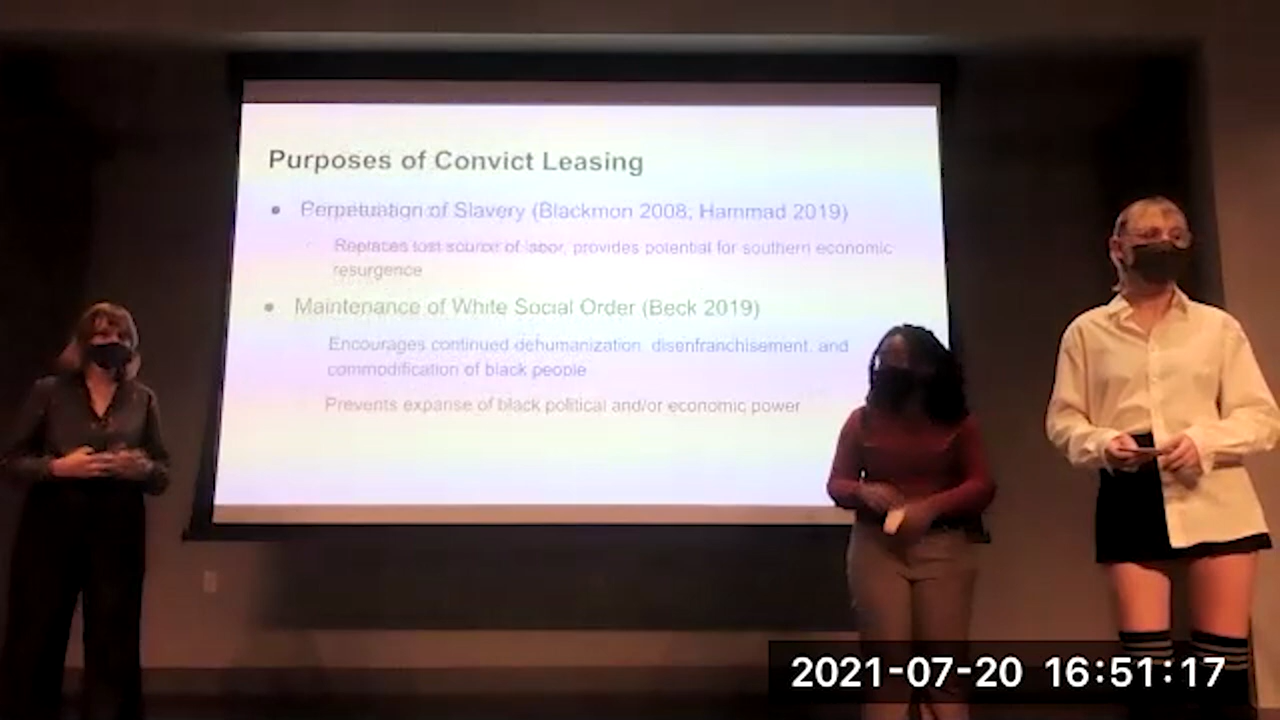 Purposes of Convict Leasing
● Perpetuation of Slavery (Blackmon 2008; Hammad 2019)
Replaces lost source of labor, provides potential for southern economic
resurgence
● Maintenance of White Social Order (Beck 2019)
Encourages continued dehumanization, disenfranchisement, and
commodification of black people
Prevents expanse of black political and/or economic power
2021-07-20 16:51:17